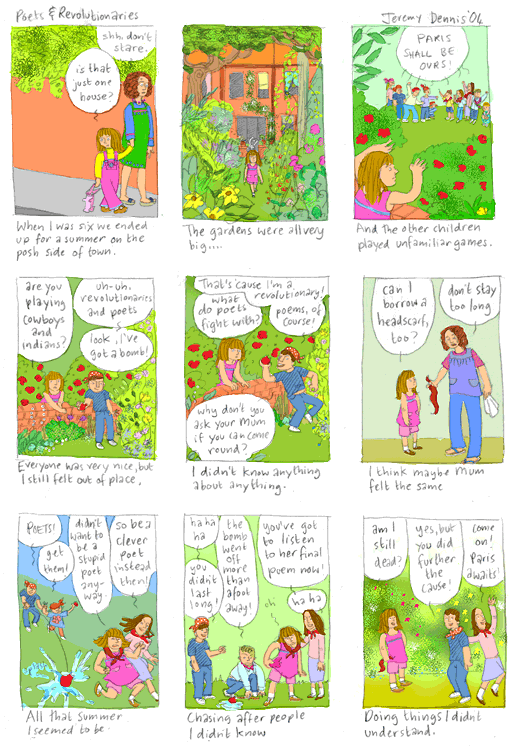 Poets & Revolutionaries
Jeremy Dennis '04
shh, don't
stare.
is that
just one
house?
When I was six we ended
up for a summer on the
posh side of town.
The gardens were all very
big....
PARIS
SHALL BE
OURS!
And the other children
played unfamiliar games.
are you
playing
cowboys
and
indians?
uh-uh,
revolutionaries
and poets
look, i've
got a bomb!
Everyone was very nice, but
I still felt out of place,
That's 'cause I'm a
revolutionary!
what
do poets
fight with?
poems, of
course!
why don't you
ask your Mum
if you can come
round?
I didn't know anything
about anything.
can I
borrow a
headscarf,
too?
don't stay
too long
I think maybe Mum
felt the same
POETS!
get
them!
didn't
want to
be a
stupid
poet
any-
way.
so be a
clever
poet
instead
then!
All that summer
I seemed to be
ha ha
ha
you
didn't
last
long!
the
bomb
went
off
more
than
a foot
away!
you've got
to listen
to her final
poem now!
oh
ha ha
Chasing after people
I didn't know
am I
still
dead?
yes, but
you did
further
the
cause!
come
on!
Paris
awaits!
Doing things I didn't
understand.